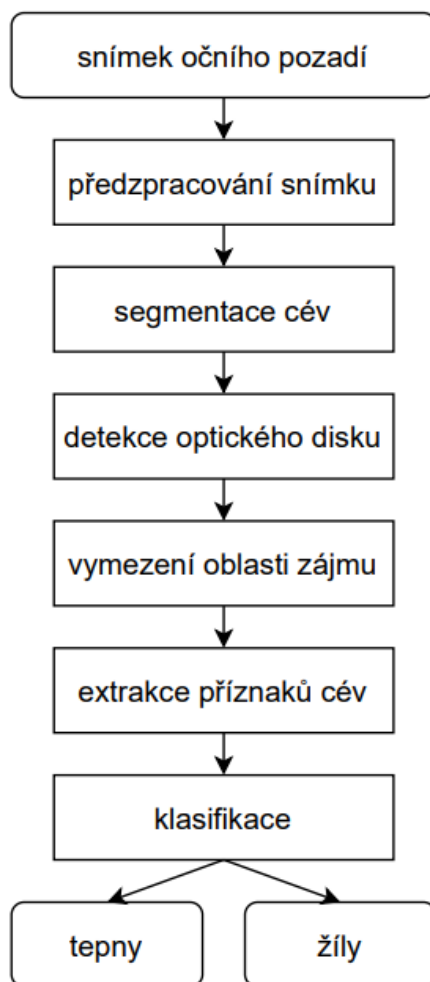 snímek očního pozadí
předzpracování snímku
segmentace cév
detekce optického disku
vymezení oblasti zájmu
extrakce příznaků cév
klasifikace
tepny
žíly